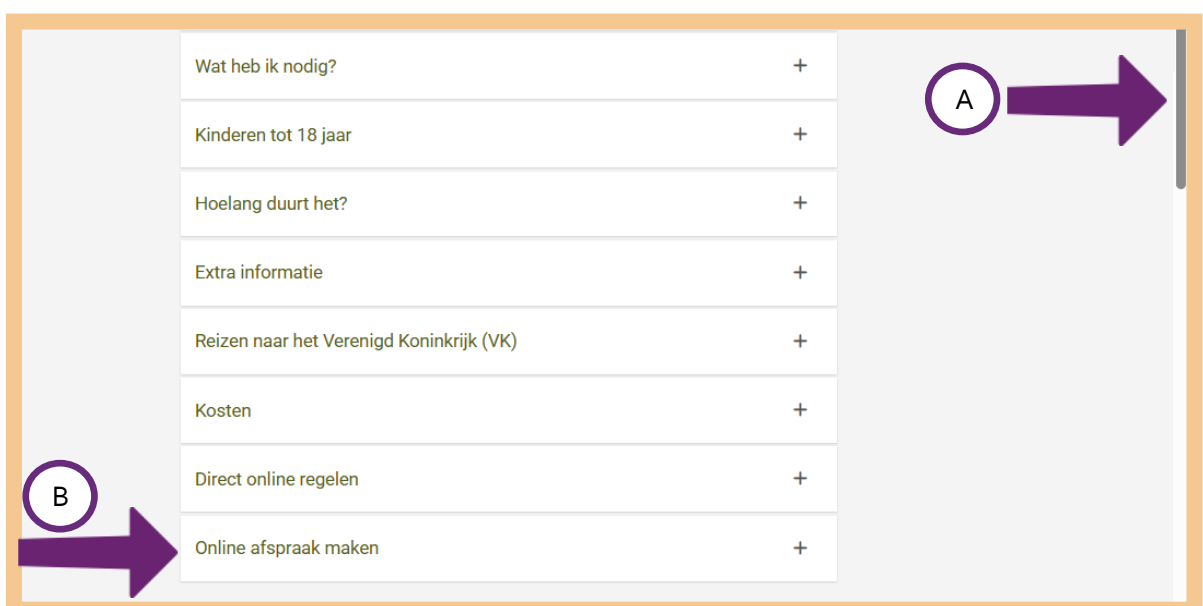 Wat heb ik nodig?
A
Kinderen tot 18 jaar
Hoelang duurt het?
Extra informatie
Reizen naar het Verenigd Koninkrijk (VK)
Kosten
Direct online regelen
B
Online afspraak maken